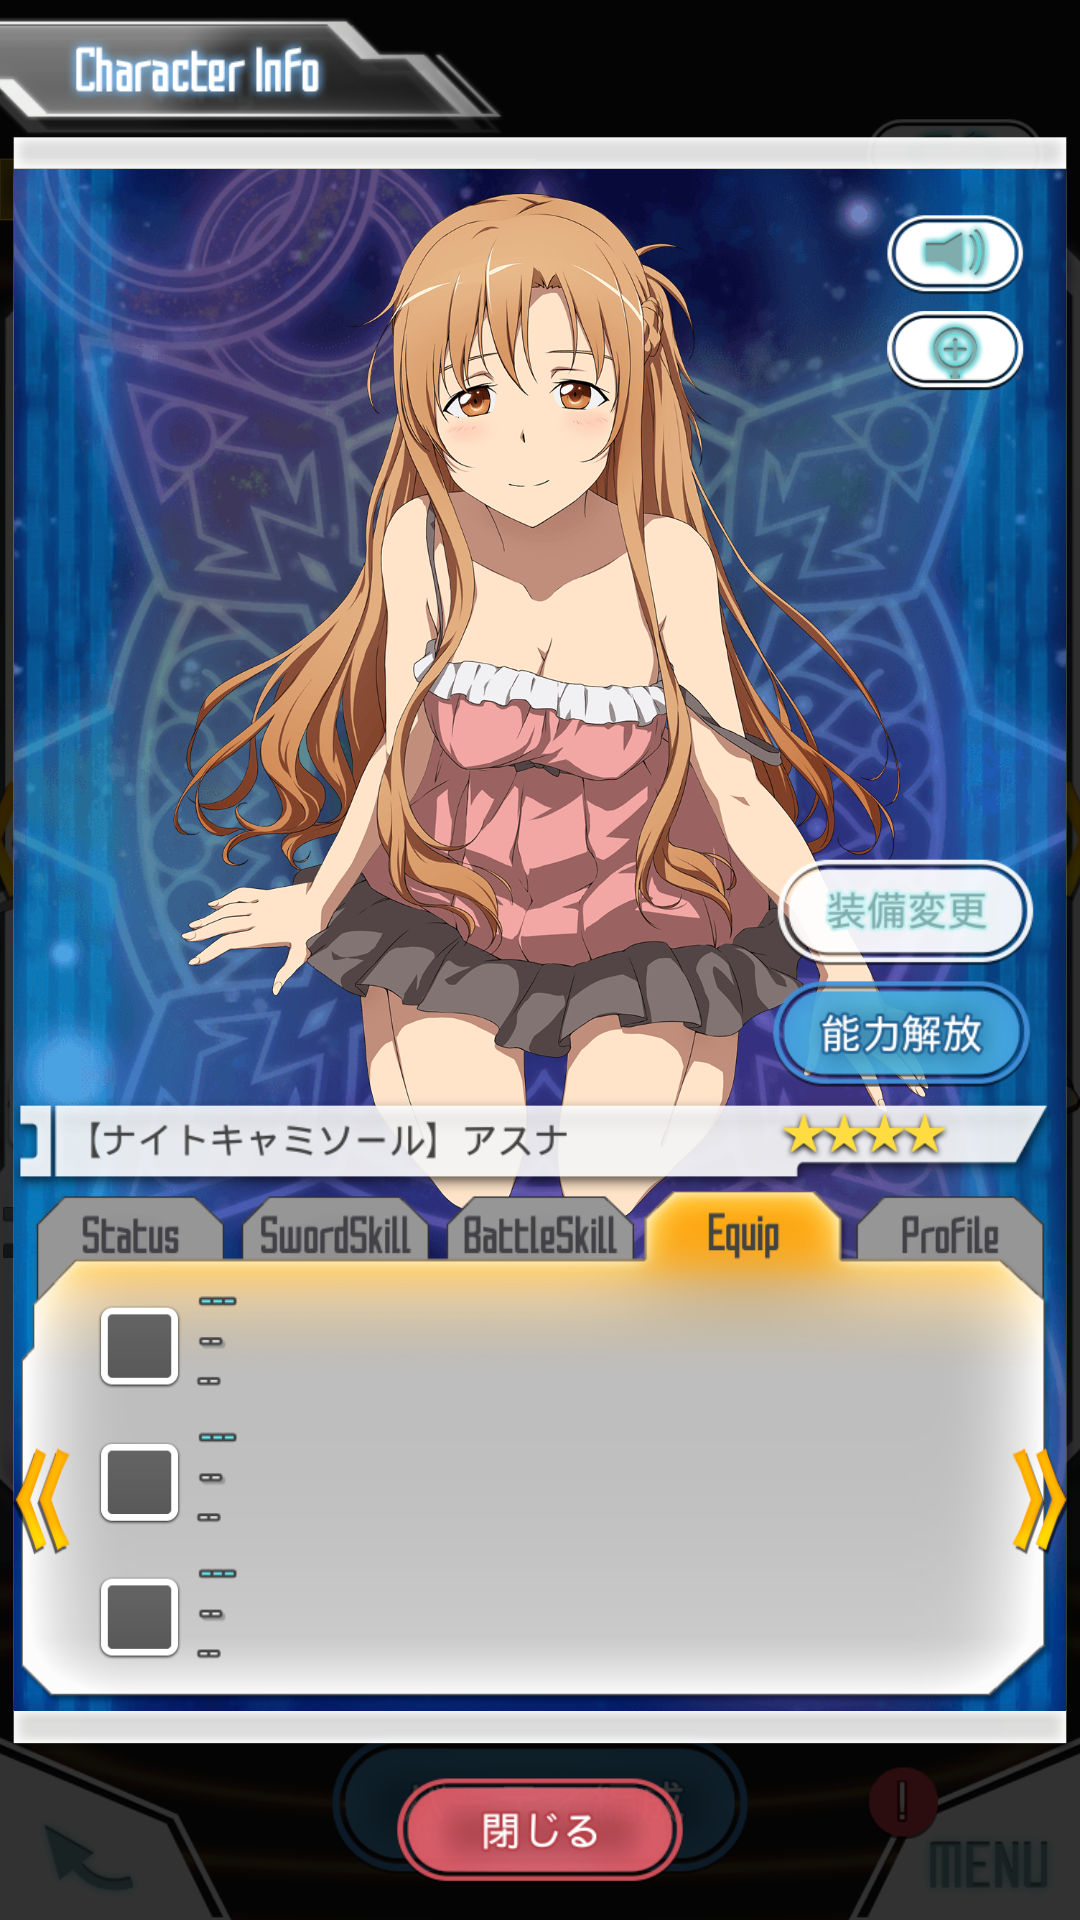 Character Info
装備変更
能力解放
【ナイトキャミソール】アスナ
★★★★
Status
SwordSkill
BattleSkill
Equip
Profile
---
--
--
---
--
--
---
--
--
閉じる
!
MENU